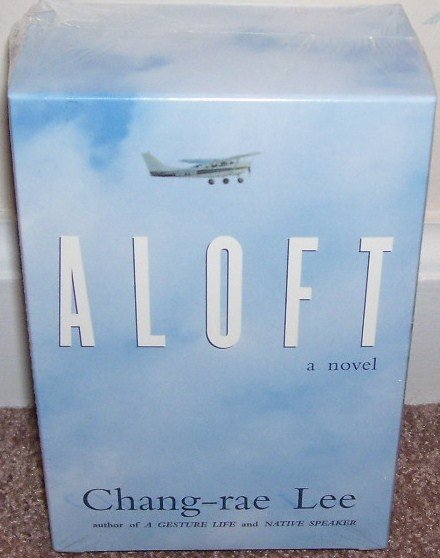 ALOFT
a novel
Chang-rae Lee
author of A GESTURE LIFE and NATIVE SPEAKER